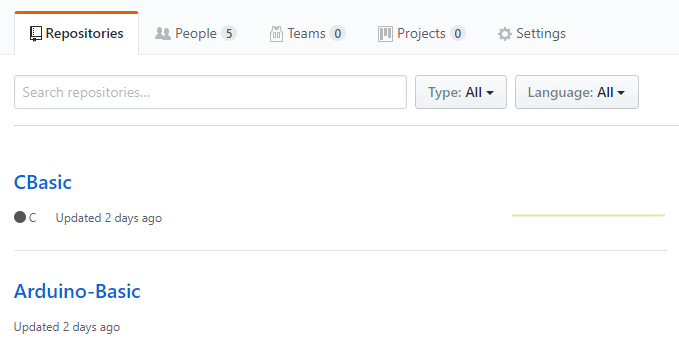 Repositories People 5 Teams 0 Projects 0 Settings
Search repositories... Type: All Language: All
CBasic
C Updated 2 days ago
Arduino-Basic
Updated 2 days ago